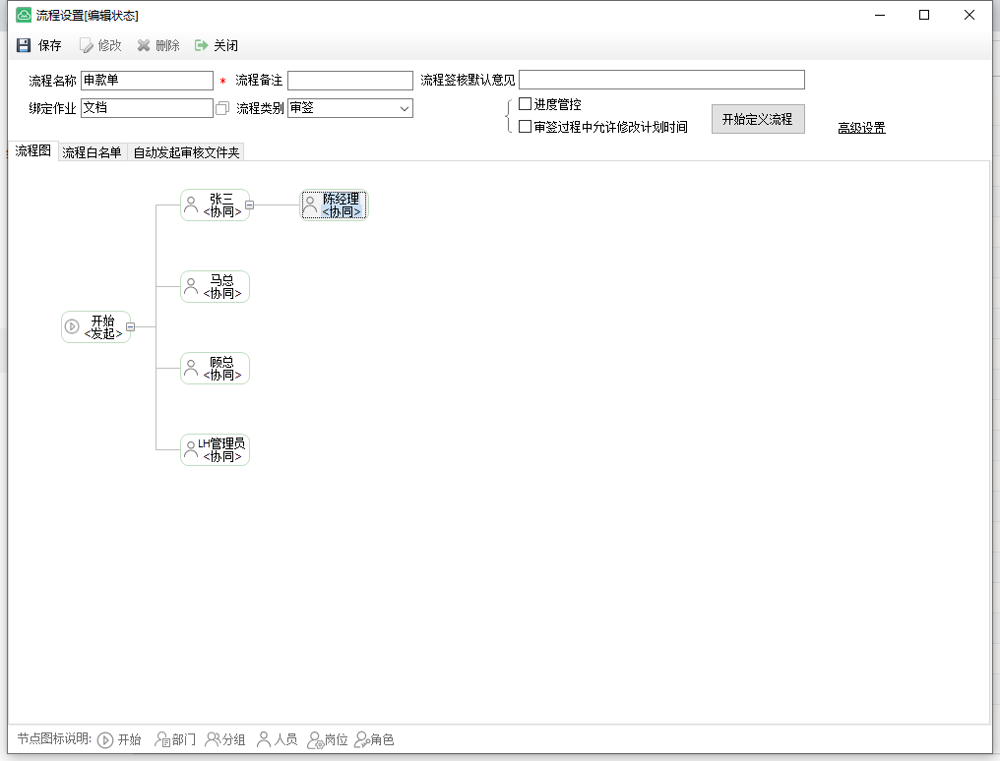 流程设置[编辑状态]
保存 修改 删除 关闭
流程名称 申款单 * 流程备注 流程签核默认意见
绑定作业 文档 流程类别 审签 进度管控
审签过程中允许修改计划时间 开始定义流程 高级设置
流程图 流程白名单 自动发起审核文件夹
张三
<协同>
陈经理
<协同>
马总
<协同>
开始
<发起>
顾总
<协同>
LH管理员
<协同>
节点图标说明: 开始 部门 分组 人员 岗位 角色